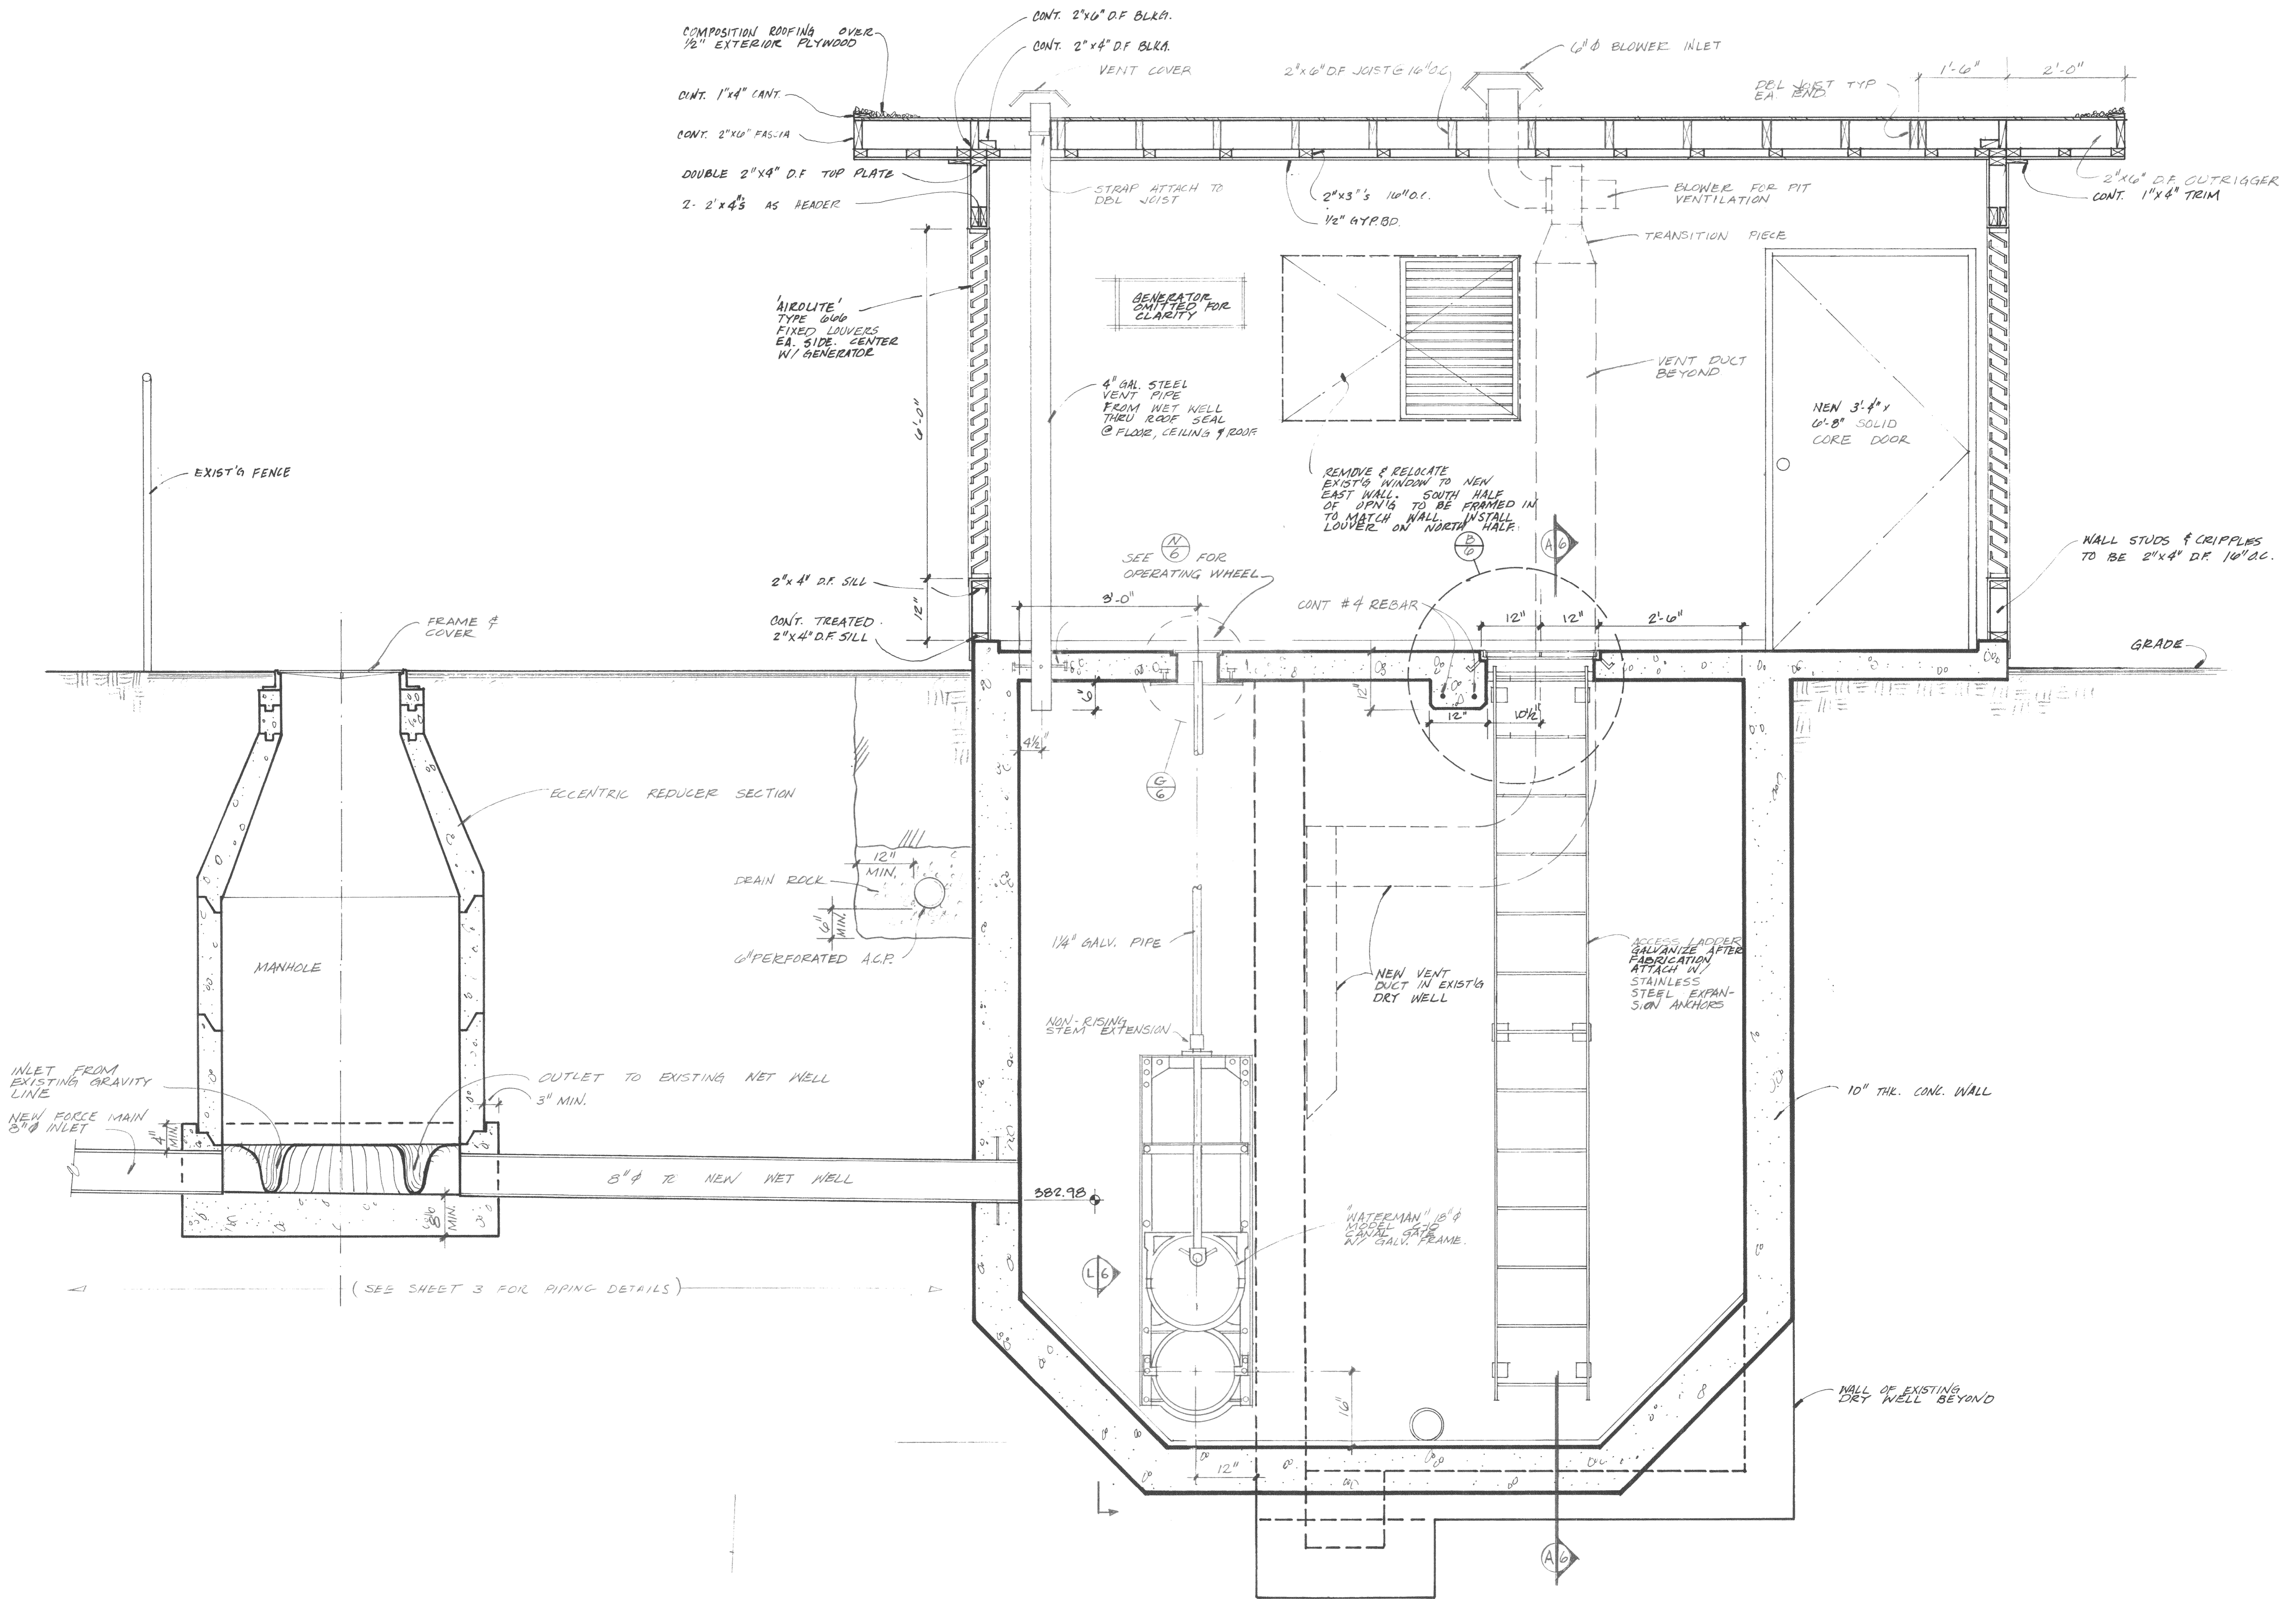 COMPOSITION ROOFING OVER
1/2" EXTERIOR PLYWOOD
CONT. 2"x6" D.F BLKG.
CONT. 2"x4" D.F BLKG.
VENT COVER
2"x6" D.F JOIST @ 16" O.C.
6"Φ BLOWER INLET
DBL JOIST TYP
EA. END.
1'-6"
2'-0"
CONT. 1"x4" CANT.
CONT. 2"x6" FASCIA
DOUBLE 2"x4" D.F TOP PLATE
2- 2"x4"s AS HEADER
STRAP ATTACH TO
DBL JOIST
2"x3"'s 16" O.C.
1/2" GYP. BD.
BLOWER FOR PIT
VENTILATION
TRANSITION PIECE
2"x6" D.F. OUTRIGGER
CONT. 1"x4" TRIM
'AIROLITE'
TYPE 666
FIXED LOUVERS
EA. SIDE. CENTER
W/ GENERATOR
6'-0"
GENERATOR
OMITTED FOR
CLARITY
4" GAL. STEEL
VENT PIPE
FROM WET WELL
THRU ROOF SEAL
@ FLOOR, CEILING & ROOF
VENT DUCT
BEYOND
NEW 3'-4" x
6'-8" SOLID
CORE DOOR
EXIST'G FENCE
REMOVE & RELOCATE
EXIST'G WINDOW TO NEW
EAST WALL. SOUTH HALF
OF OPN'G TO BE FRAMED IN
TO MATCH WALL. INSTALL
LOUVER ON NORTH HALF.
SEE N/6 FOR
OPERATING WHEEL
B/6
A/6
WALL STUDS & CRIPPLES
TO BE 2"x4" D.F. 16" O.C.
2"x4" D.F. SILL
12"
CONT. TREATED
2"x4" D.F. SILL
3'-0"
CONT #4 REBAR
12"
12"
2'-6"
FRAME &
COVER
GRADE
6"
12"
12"
10 1/2"
4 1/2"
G/6
ECCENTRIC REDUCER SECTION
12"
MIN.
DRAIN ROCK
6"
MIN.
6" PERFORATED A.C.P.
MANHOLE
1 1/4" GALV. PIPE
NEW VENT
DUCT IN EXIST'G
DRY WELL
ACCESS LADDER
GALVANIZE AFTER
FABRICATION
ATTACH W/
STAINLESS
STEEL EXPAN-
SION ANCHORS
NON-RISING
STEM EXTENSION
INLET FROM
EXISTING GRAVITY
LINE
NEW FORCE MAIN
8"Φ INLET
4"
MIN.
OUTLET TO EXISTING WET WELL
3" MIN.
10" THK. CONC. WALL
8"Φ TO NEW WET WELL
382.98
8"
MIN.
"WATERMAN" 18"Φ
MODEL C-10
CANAL GATE
W/ GALV. FRAME.
L/6
(SEE SHEET 3 FOR PIPING DETAILS)
16"
WALL OF EXISTING
DRY WELL BEYOND
12"
A/6